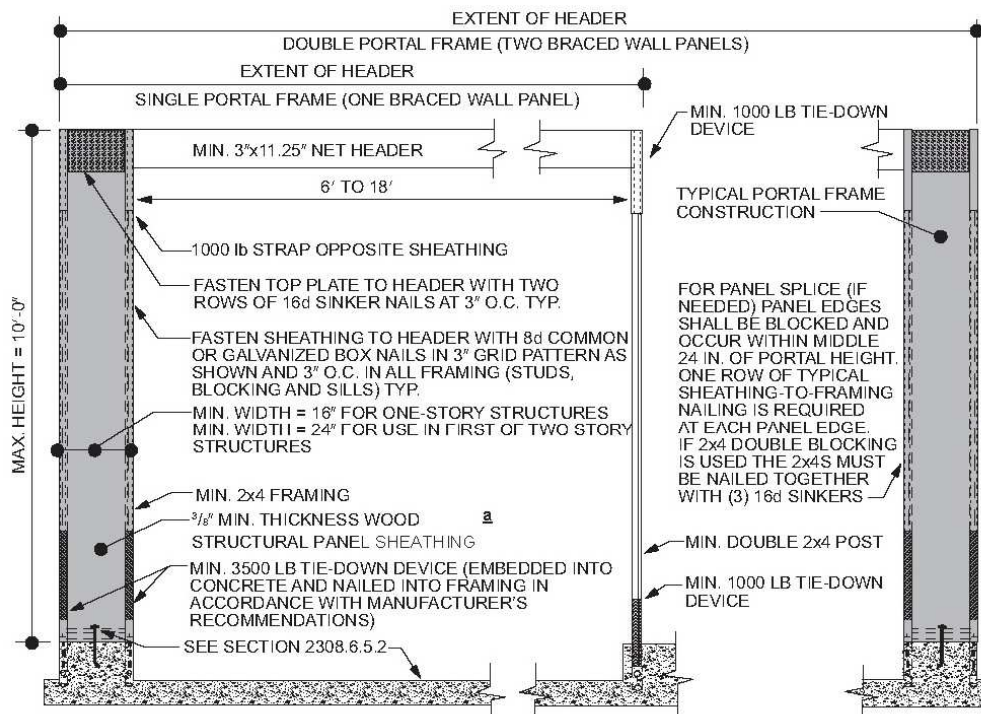 EXTENT OF HEADER
DOUBLE PORTAL FRAME (TWO BRACED WALL PANELS)
EXTENT OF HEADER
SINGLE PORTAL FRAME (ONE BRACED WALL PANEL)
MIN. 1000 LB TIE-DOWN
DEVICE
MIN. 3"x11.25" NET HEADER
6' TO 18'
TYPICAL PORTAL FRAME
CONSTRUCTION
1000 lb STRAP OPPOSITE SHEATHING
FASTEN TOP PLATE TO HEADER WITH TWO
ROWS OF 16d SINKER NAILS AT 3" O.C. TYP.
FASTEN SHEATHING TO HEADER WITH 8d COMMON
OR GALVANIZED BOX NAILS IN 3" GRID PATTERN AS
SHOWN AND 3" O.C. IN ALL FRAMING (STUDS,
BLOCKING AND SILLS) TYP.
MIN. WIDTH = 16" FOR ONE-STORY STRUCTURES
MIN. WIDTH = 24" FOR USE IN FIRST OF TWO STORY
STRUCTURES
FOR PANEL SPLICE (IF
NEEDED) PANEL EDGES
SHALL BE BLOCKED AND
OCCUR WITHIN MIDDLE
24 IN. OF PORTAL HEIGHT.
ONE ROW OF TYPICAL
SHEATHING-TO-FRAMING
NAILING IS REQUIRED
AT EACH PANEL EDGE.
IF 2x4 DOUBLE BLOCKING
IS USED THE 2x4S MUST
BE NAILED TOGETHER
WITH (3) 16d SINKERS
MAX. HEIGHT = 10'-0"
MIN. 2x4 FRAMING
3/8" MIN. THICKNESS WOOD a
STRUCTURAL PANEL SHEATHING
MIN. 3500 LB TIE-DOWN DEVICE (EMBEDDED INTO
CONCRETE AND NAILED INTO FRAMING IN
ACCORDANCE WITH MANUFACTURER'S
RECOMMENDATIONS)
MIN. DOUBLE 2x4 POST
MIN. 1000 LB TIE-DOWN
DEVICE
SEE SECTION 2308.6.5.2